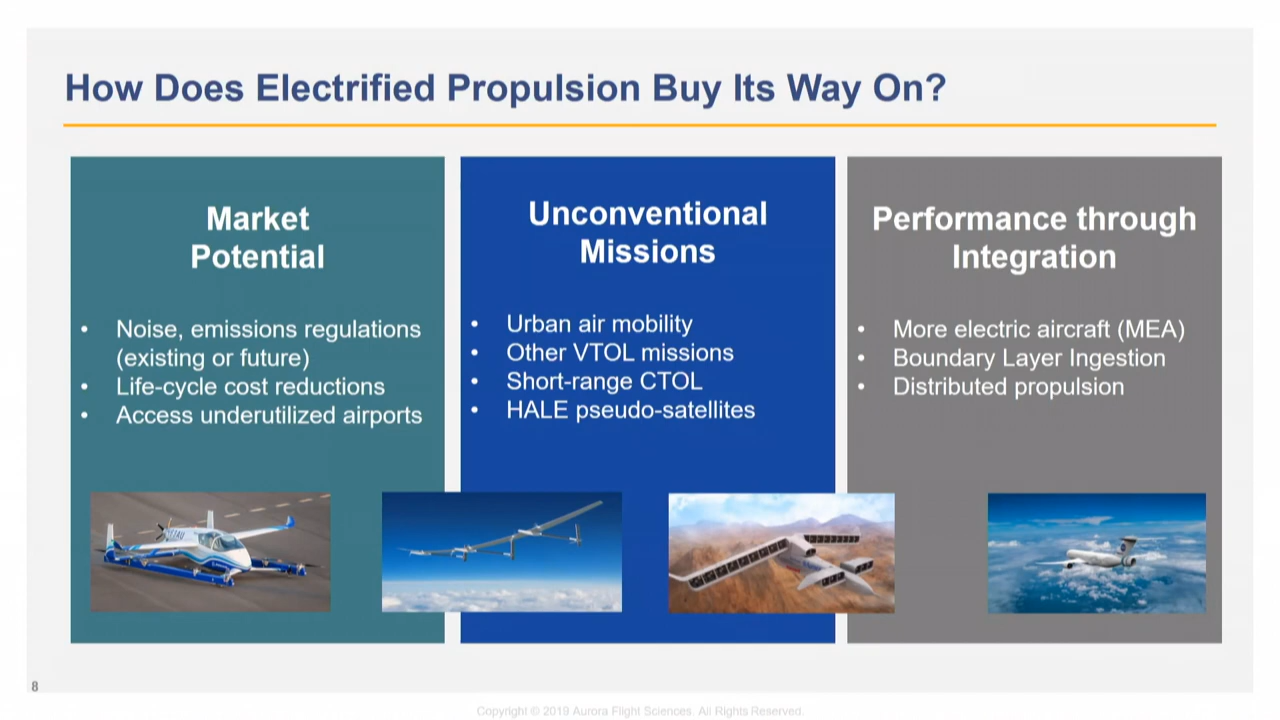 How Does Electrified Propulsion Buy Its Way On?
Market
Potential
• Noise, emissions regulations
(existing or future)
• Life-cycle cost reductions
• Access underutilized airports
Unconventional
Missions
• Urban air mobility
• Other VTOL missions
• Short-range CTOL
• HALE pseudo-satellites
Performance through
Integration
• More electric aircraft (MEA)
• Boundary Layer Ingestion
• Distributed propulsion
8
Copyright © 2019 Aurora Flight Sciences. All Rights Reserved.